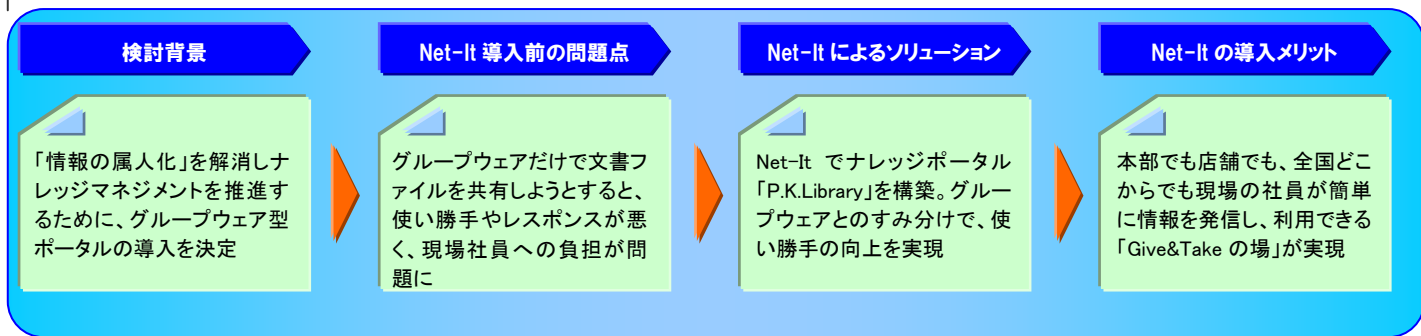 検討背景
「情報の属人化」を解消しナ
レッジマネジメントを推進す
るために、グループウェア型
ポータルの導入を決定
Net-It 導入前の問題点
グループウェアだけで文書フ
ァイルを共有しようとすると、
使い勝手やレスポンスが悪
く、現場社員への負担が問
題に
Net-It によるソリューション
Net-It でナレッジポータル
「P.K.Library」を構築。グルー
プウェアとのすみ分けで、使
い勝手の向上を実現
Net-It の導入メリット
本部でも店舗でも、全国どこ
からでも現場の社員が簡単
に情報を発信し、利用できる
「Give&Take の場」が実現